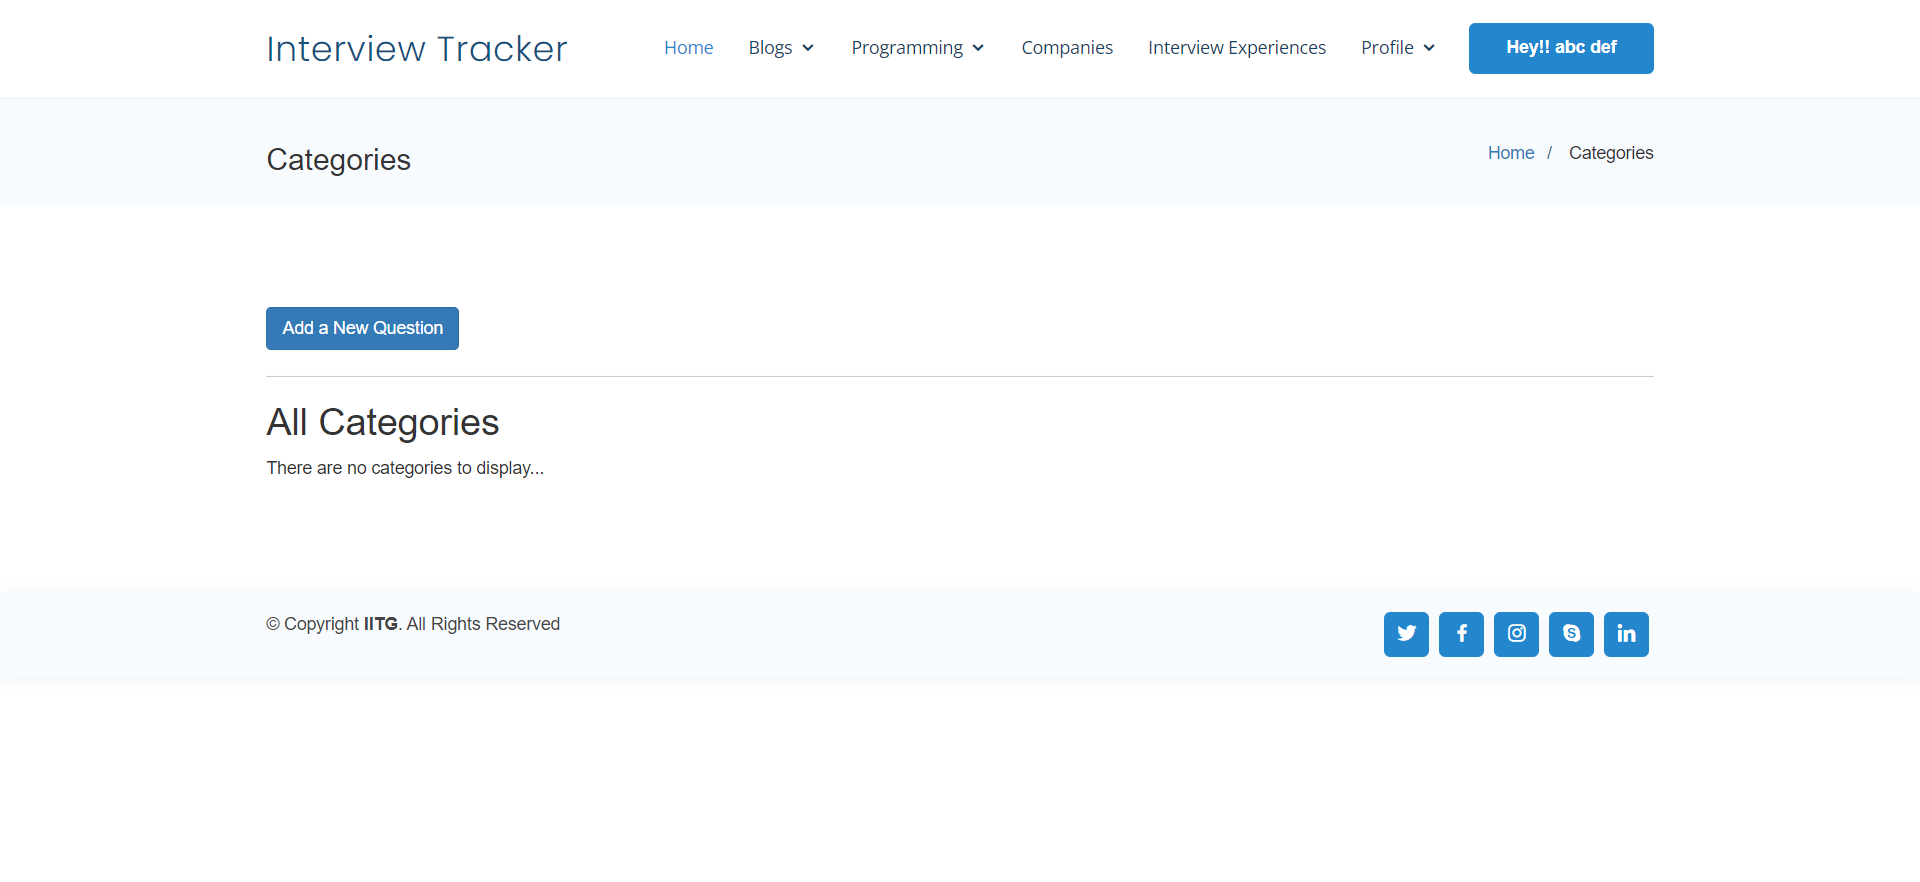 Interview Tracker
Home Blogs Programming Companies Interview Experiences Profile Hey!! abc def
Categories
Home / Categories
Add a New Question
All Categories
There are no categories to display...
© Copyright IITG. All Rights Reserved